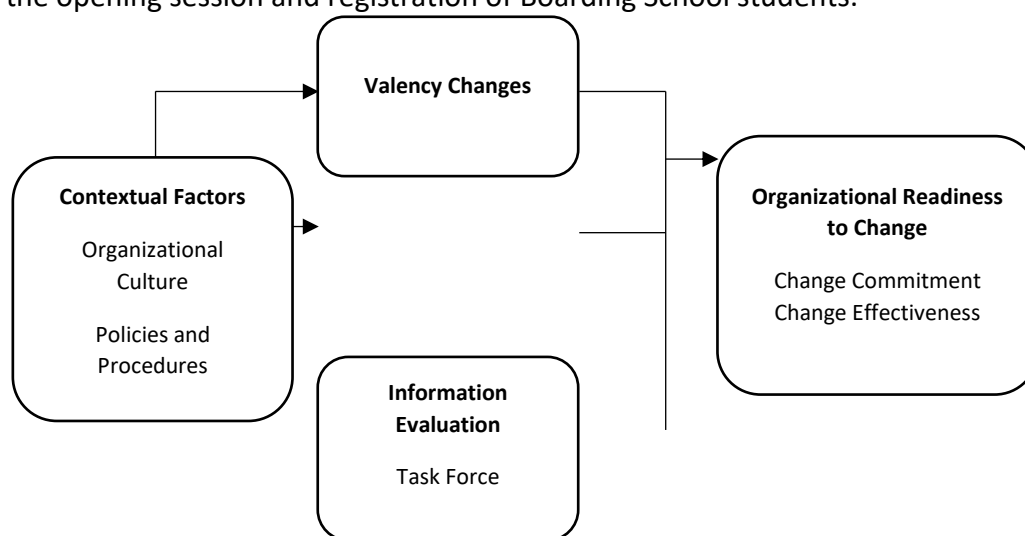 the opening session and registration of Boarding School students.
Valency Changes
Contextual Factors
Organizational
Culture
Policies and
Procedures
Information
Evaluation
Task Force
Organizational Readiness
to Change
Change Commitment
Change Effectiveness